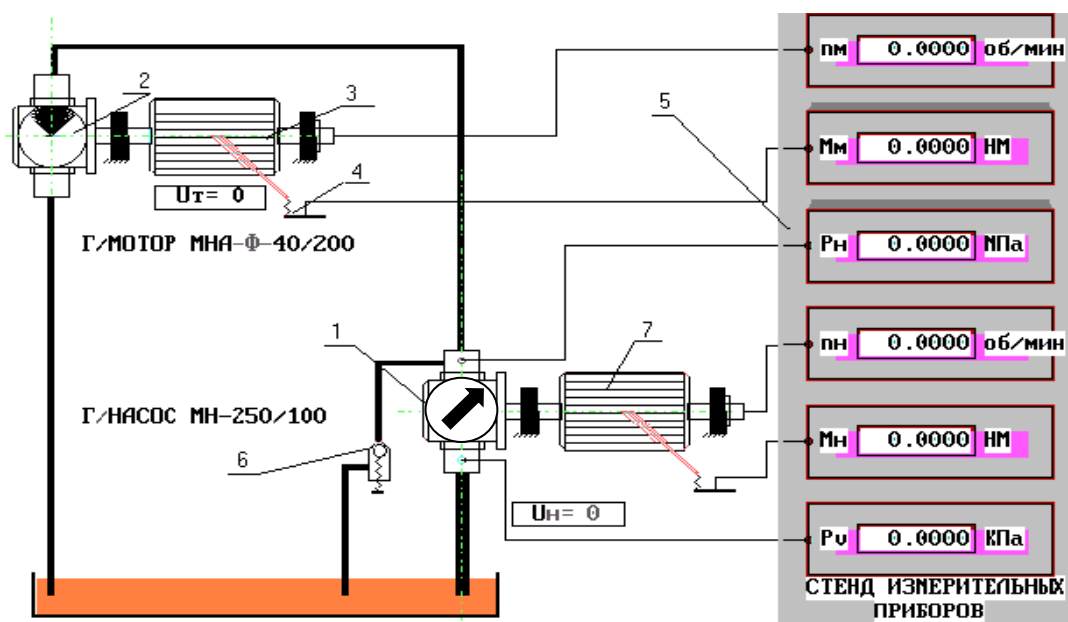 nм 0.0000 об/мин
2
3
5
Мм 0.0000 НМ
4
Uт= 0
Г/МОТОР МНА-Ф-40/200
Pн 0.0000 МПа
1
7
nн 0.0000 об/мин
Г/НАСОС МН-250/100
6
Мн 0.0000 НМ
Uн= 0
Pv 0.0000 КПа
СТЕНД ИЗМЕРИТЕЛЬНЫХ
ПРИБОРОВ